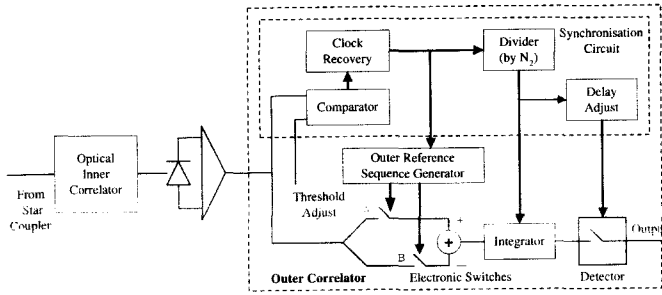 Clock
Recovery
Divider
(by N2)
Synchronisation
Circuit
Comparator
Delay
Adjust
Optical
Inner
Correlator
From
Star
Coupler
Threshold
Adjust
Outer Reference
Sequence Generator
+
+
B
Integrator
Output
Outer Correlator
Electronic Switches
Detector